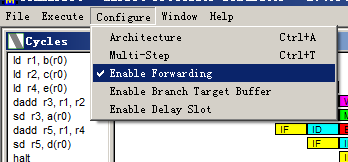 File Execute Configure Window Help
Cycles
Architecture Ctrl+A
Multi-Step Ctrl+T
Enable Forwarding
Enable Branch Target Buffer
Enable Delay Slot
ld r1, b(r0)
ld r2, c(r0)
ld r4, e(r0)
dadd r3, r1, r2
sd r3, a(r0)
dadd r5, r1, r4
sd r5, d(r0)
halt
IF ID
IF